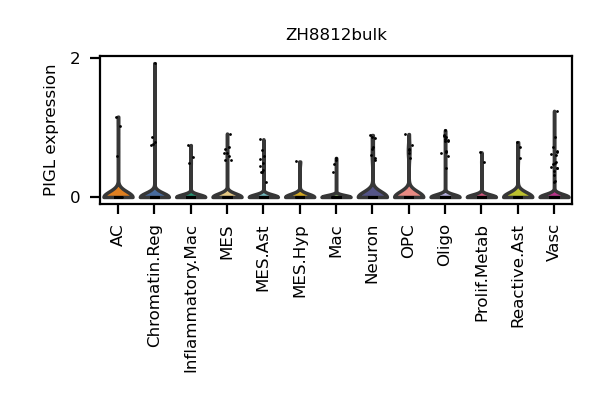 ZH8812bulk
PIGL expression
2
0
AC
Chromatin.Reg
Inflammatory.Mac
MES
MES.Ast
MES.Hyp
Mac
Neuron
OPC
Oligo
Prolif.Metab
Reactive.Ast
Vasc